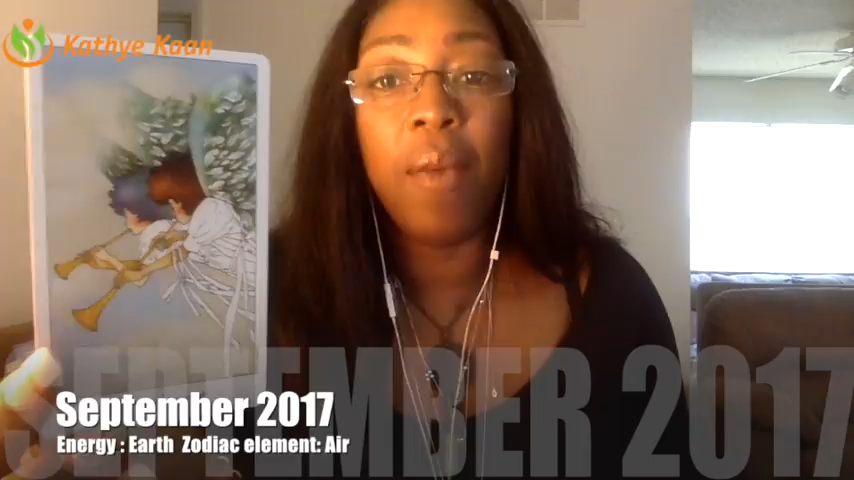 Kathye Kaan
SEPTEMBER 2017
September 2017
Energy : Earth Zodiac element: Air